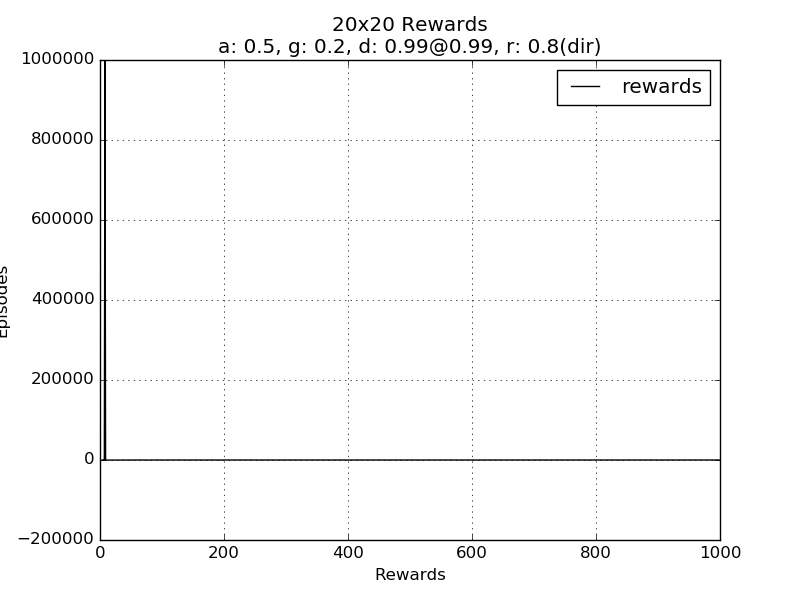 20x20 Rewards
a: 0.5, g: 0.2, d: 0.99@0.99, r: 0.8(dir)
rewards
1000000
800000
600000
400000
200000
0
−200000
Episodes
0 200 400 600 800 1000
Rewards